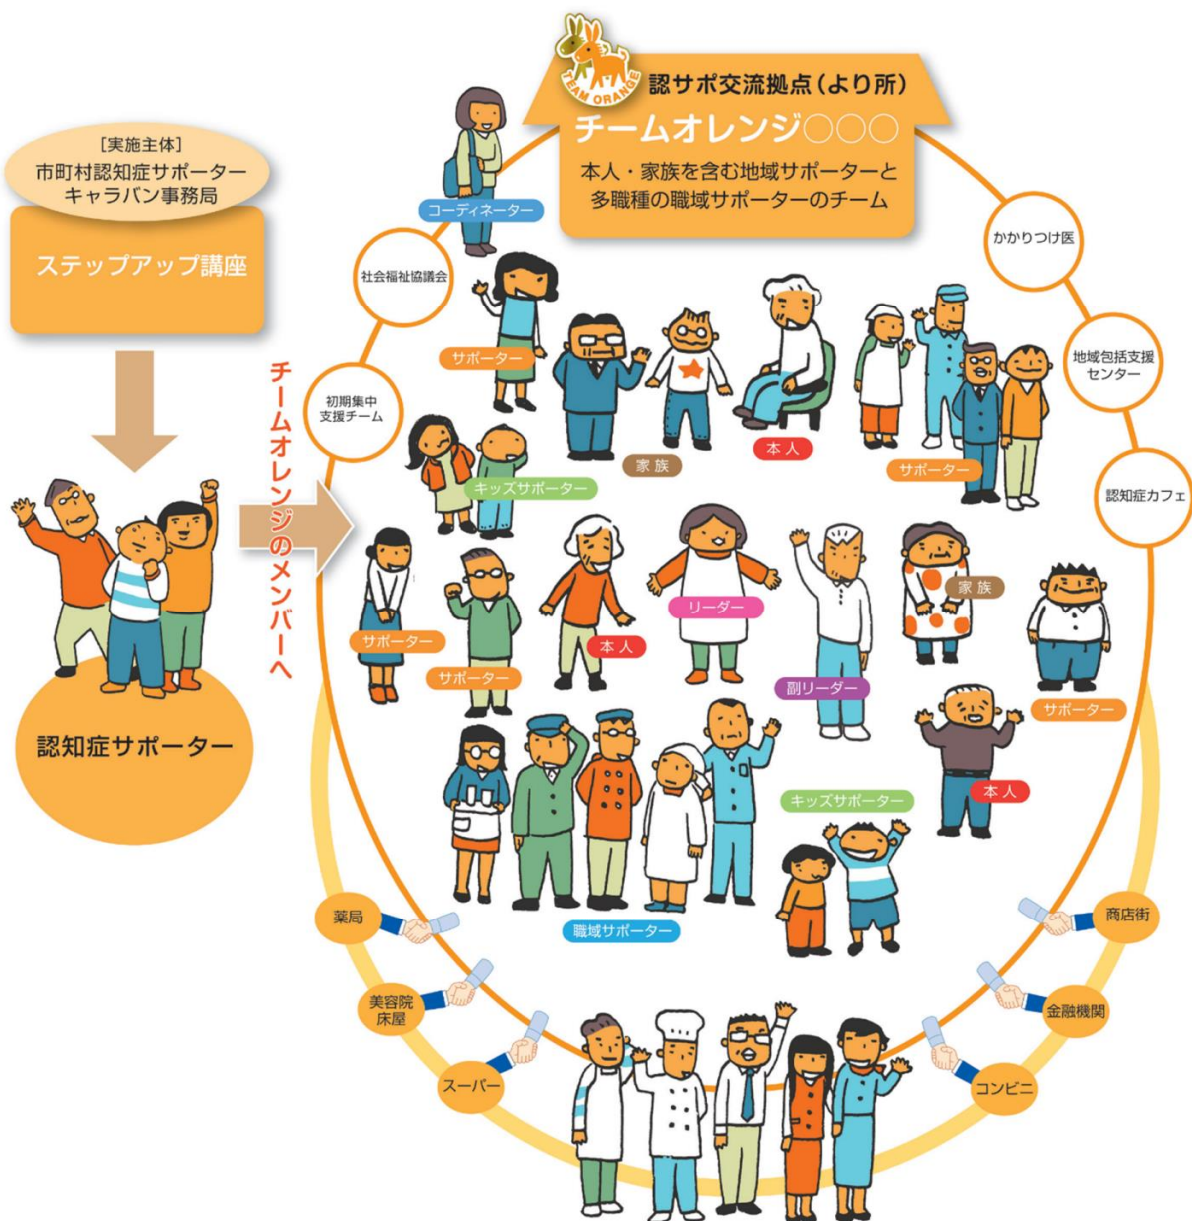 TEAM ORANGE
認サポ交流拠点(より所)
チームオレンジ○○○
本人・家族を含む地域サポーターと
多職種の職域サポーターのチーム
[実施主体]
市町村認知症サポーター
キャラバン事務局
ステップアップ講座
認知症サポーター
チームオレンジのメンバーへ
コーディネーター
社会福祉協議会
初期集中
支援チーム
かかりつけ医
地域包括支援
センター
認知症カフェ
サポーター
家族
本人
サポーター
キッズサポーター
サポーター
サポーター
本人
リーダー
副リーダー
家族
サポーター
本人
キッズサポーター
職域サポーター
薬局
美容院
床屋
スーパー
商店街
金融機関
コンビニ